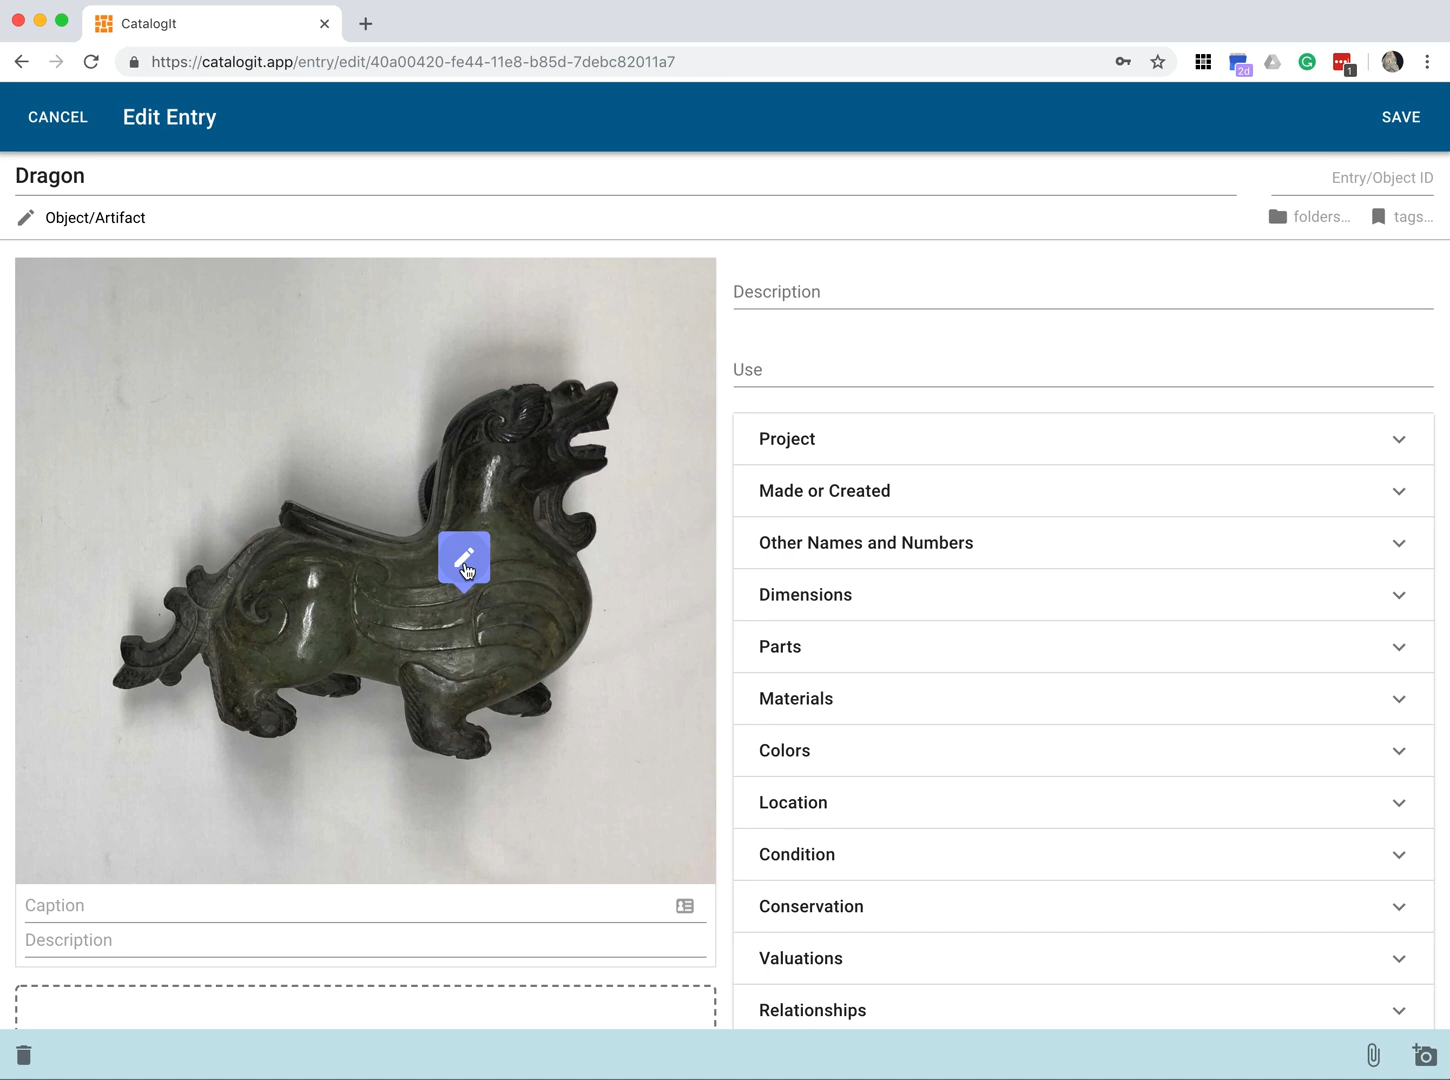 CatalogIt
https://catalogit.app/entry/edit/40a00420-fe44-11e8-b85d-7debc82011a7
2d
1
CANCEL
Edit Entry
SAVE
Dragon
Entry/Object ID
Object/Artifact
folders...
tags...
Description
Use
Project
Made or Created
Other Names and Numbers
Dimensions
Parts
Materials
Colors
Location
Condition
Conservation
Valuations
Relationships
Caption
Description